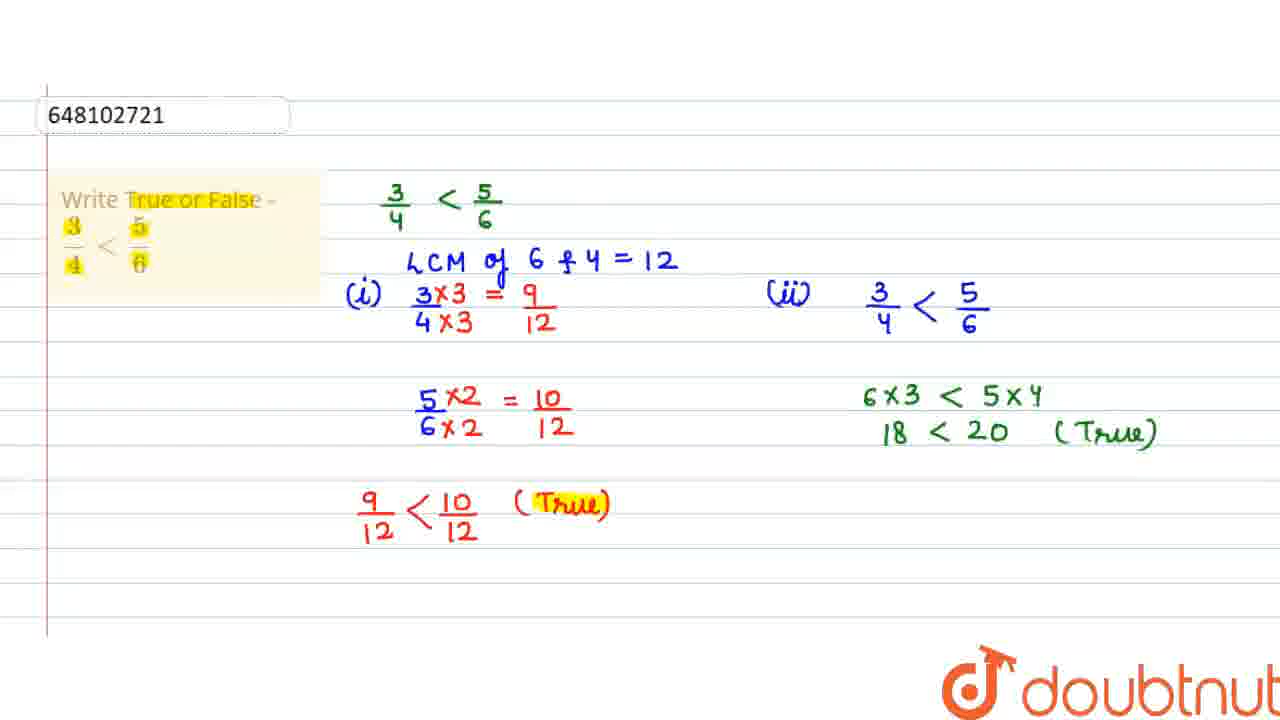 648102721
Write True or False -
3/4 < 5/6
3/4 < 5/6
LCM of 6 & 4 = 12
(i) 3×3/4×3 = 9/12
5×2/6×2 = 10/12
9/12 < 10/12 (True)
(ii) 3/4 < 5/6
6×3 < 5×4
18 < 20 (True)
doubtnut